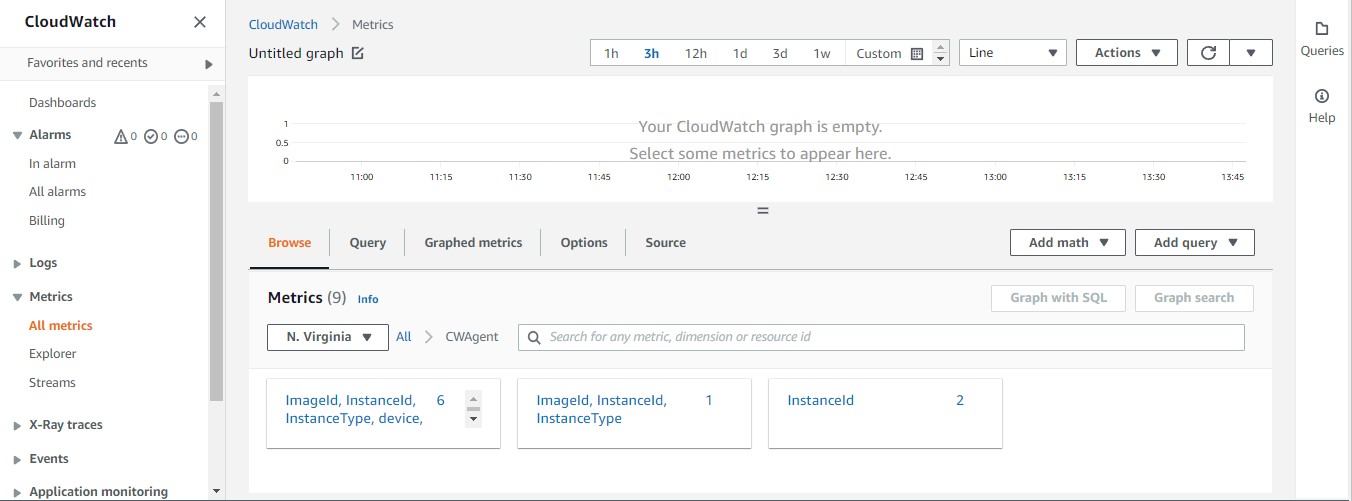 CloudWatch
Favorites and recents
Dashboards
Alarms 0 0 0
In alarm
All alarms
Billing
Logs
Metrics
All metrics
Explorer
Streams
X-Ray traces
Events
Application monitoring
CloudWatch Metrics
Untitled graph
1h 3h 12h 1d 3d 1w Custom Line Actions
1
0.5
0
Your CloudWatch graph is empty.
Select some metrics to appear here.
11:00 11:15 11:30 11:45 12:00 12:15 12:30 12:45 13:00 13:15 13:30 13:45
Browse Query Graphed metrics Options Source Add math Add query
Metrics (9) Info Graph with SQL Graph search
N. Virginia All CWAgent Search for any metric, dimension or resource id
ImageId, InstanceId, 6
InstanceType, device,
ImageId, InstanceId, 1
InstanceType
InstanceId 2
Queries
Help